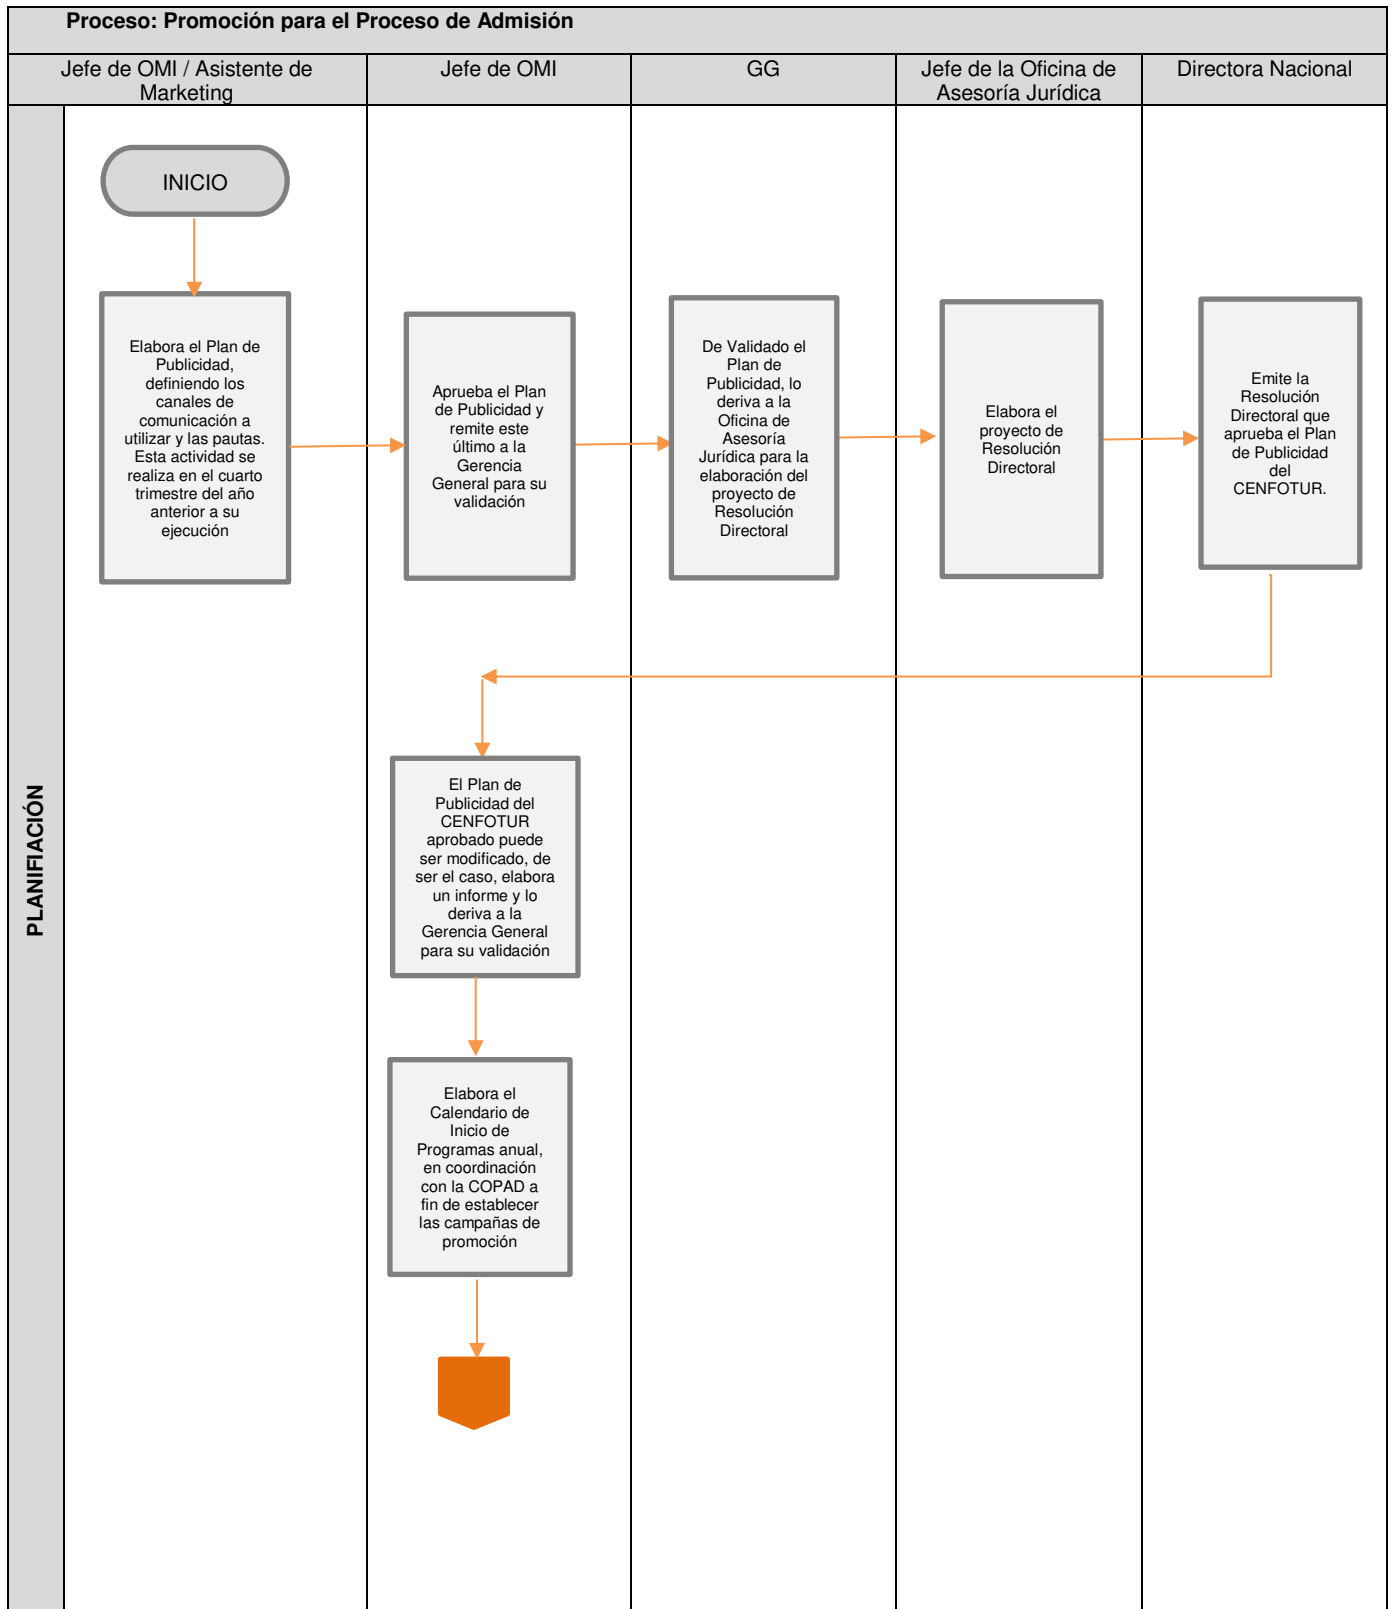 Proceso: Promoción para el Proceso de Admisión
Jefe de OMI / Asistente de
Marketing
Jefe de OMI
GG
Jefe de la Oficina de
Asesoría Jurídica
Directora Nacional
PLANIFIACIÓN
INICIO
Elabora el Plan de
Publicidad,
definiendo los
canales de
comunicación a
utilizar y las pautas.
Esta actividad se
realiza en el cuarto
trimestre del año
anterior a su
ejecución
Aprueba el Plan
de Publicidad y
remite este
último a la
Gerencia
General para su
validación
De Validado el
Plan de
Publicidad, lo
deriva a la
Oficina de
Asesoría
Jurídica para la
elaboración del
proyecto de
Resolución
Directoral
Elabora el
proyecto de
Resolución
Directoral
Emite la
Resolución
Directoral que
aprueba el Plan
de Publicidad
del
CENFOTUR.
El Plan de
Publicidad del
CENFOTUR
aprobado puede
ser modificado, de
ser el caso, elabora
un informe y lo
deriva a la
Gerencia General
para su validación
Elabora el
Calendario de
Inicio de
Programas anual,
en coordinación
con la COPAD a
fin de establecer
las campañas de
promoción